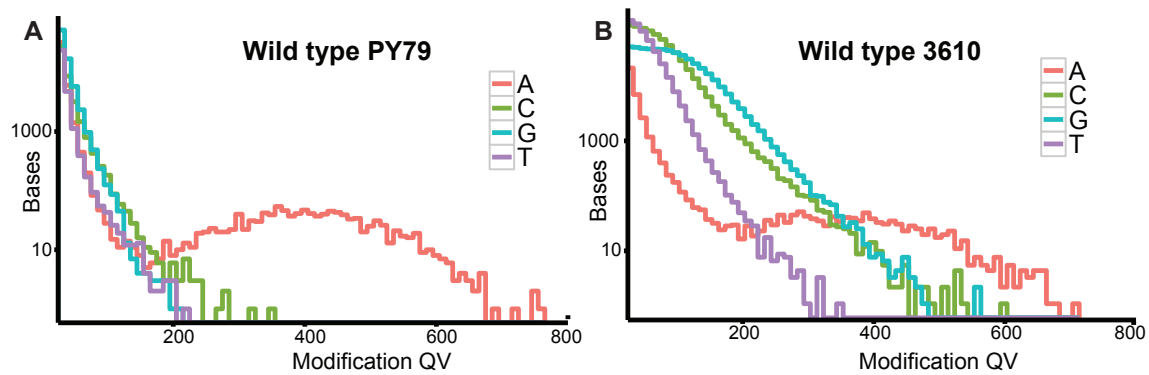 A
Wild type PY79
A
C
G
T
1000
10
Bases
200
400
600
800
Modification QV
B
Wild type 3610
A
C
G
T
1000
10
Bases
200
400
600
800
Modification QV